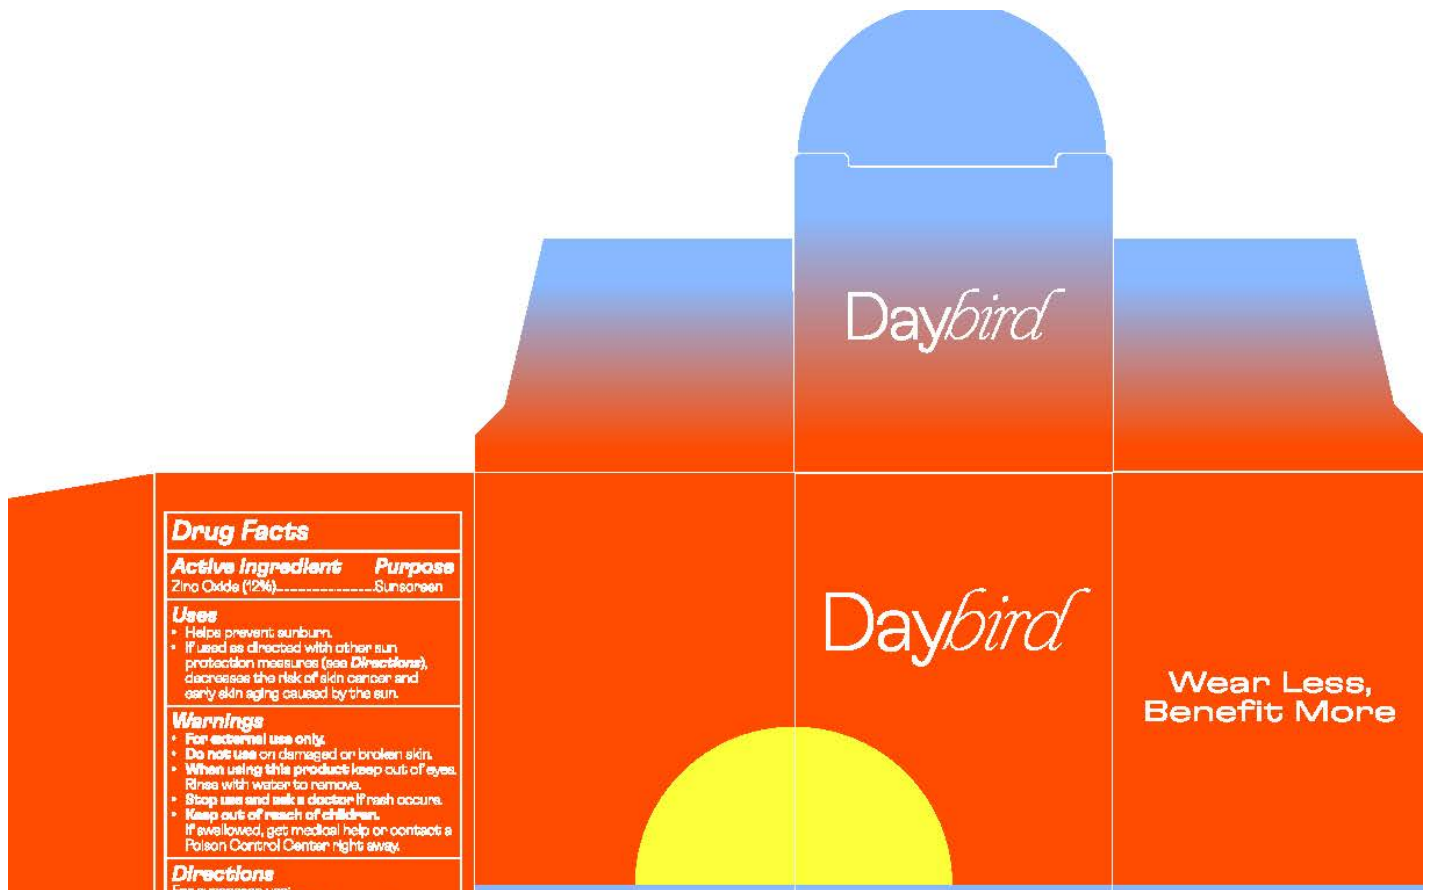 Daybird
Drug Facts
Active Ingredient Purpose
Zinc Oxide (12%)........................Sunscreen
Uses
• Helps prevent sunburn.
• If used as directed with other sun
protection measures (see Directions),
decreases the risk of skin cancer and
early skin aging caused by the sun.
Warnings
• For external use only.
• Do not use on damaged or broken skin.
• When using this product keep out of eyes.
Rinse with water to remove.
• Stop use and ask a doctor if rash occurs.
• Keep out of reach of children.
If swallowed, get medical help or contact a
Poison Control Center right away.
Directions
Daybird
Wear Less,
Benefit More